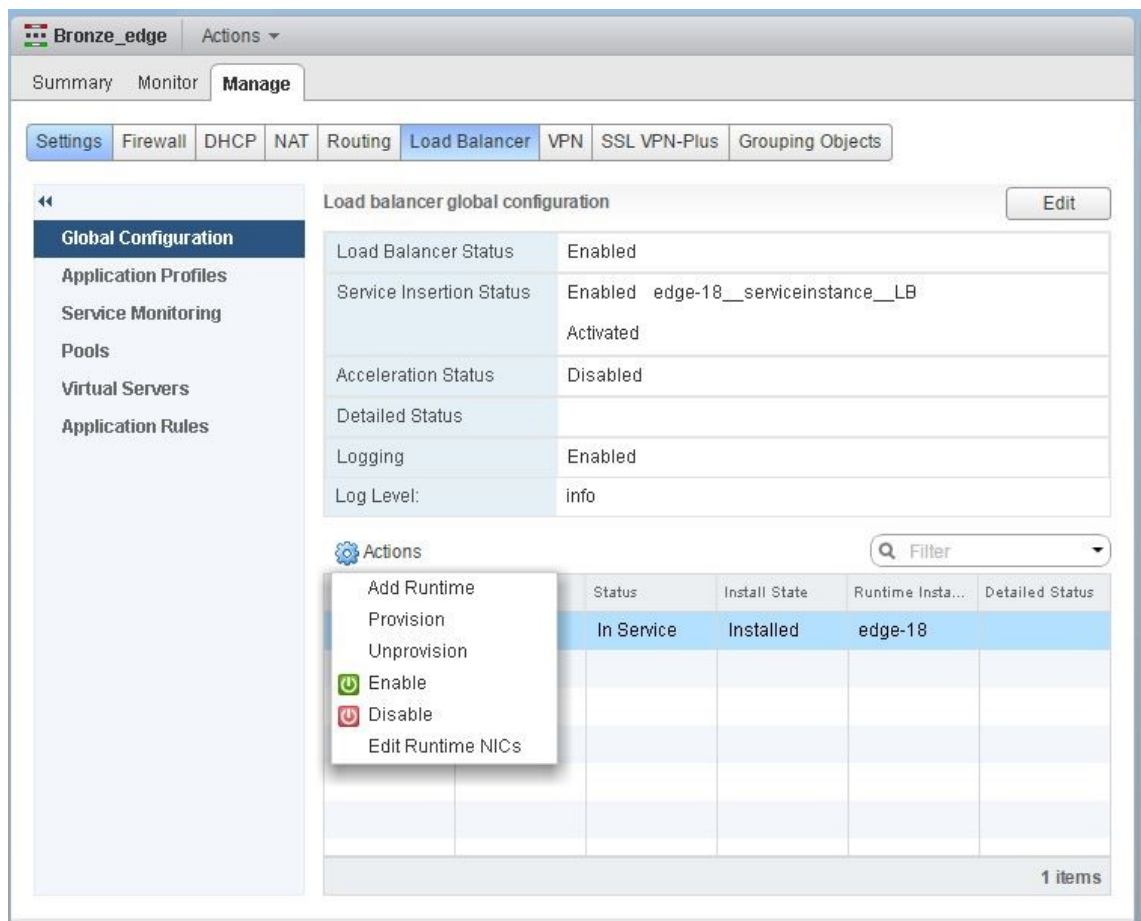 Bronze_edge Actions
Summary Monitor Manage
Settings Firewall DHCP NAT Routing Load Balancer VPN SSL VPN-Plus Grouping Objects
Global Configuration
Application Profiles
Service Monitoring
Pools
Virtual Servers
Application Rules
Load balancer global configuration Edit
Load Balancer Status Enabled
Service Insertion Status Enabled edge-18__serviceinstance__LB
Activated
Acceleration Status Disabled
Detailed Status
Logging Enabled
Log Level: info
Actions Filter
Status Install State Runtime Insta... Detailed Status
In Service Installed edge-18
Add Runtime
Provision
Unprovision
Enable
Disable
Edit Runtime NICs
1 items